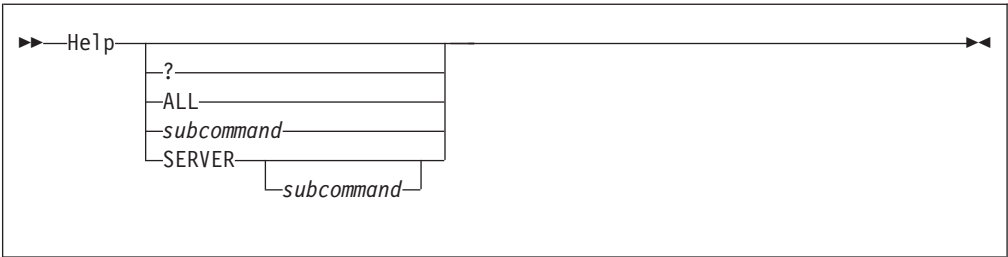 Help
?
ALL
subcommand
SERVER
subcommand